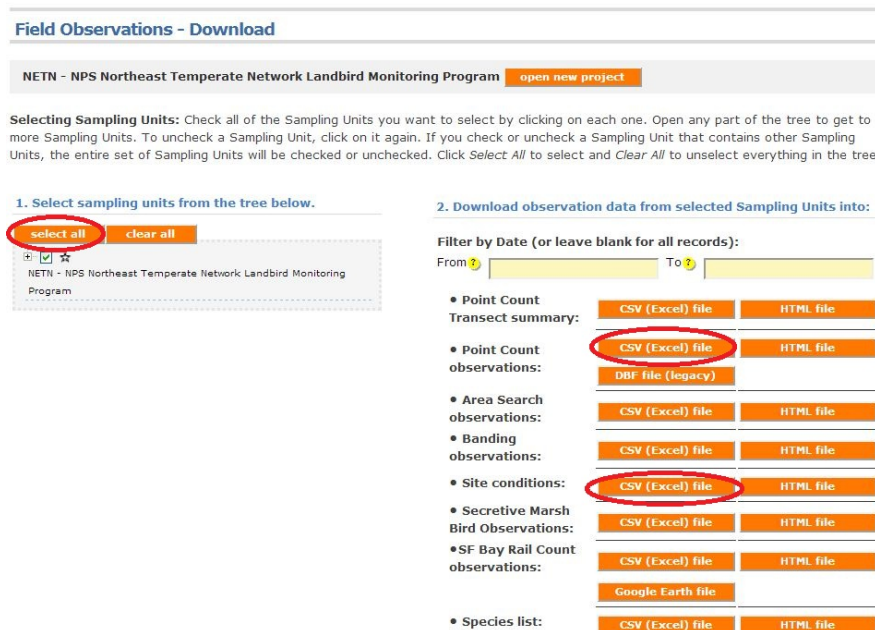 Field Observations - Download
NETN - NPS Northeast Temperate Network Landbird Monitoring Program open new project
Selecting Sampling Units: Check all of the Sampling Units you want to select by clicking on each one. Open any part of the tree to get to
more Sampling Units. To uncheck a Sampling Unit, click on it again. If you check or uncheck a Sampling Unit that contains other Sampling
Units, the entire set of Sampling Units will be checked or unchecked. Click Select All to select and Clear All to unselect everything in the tree
1. Select sampling units from the tree below.
select all clear all
NETN - NPS Northeast Temperate Network Landbird Monitoring
Program
2. Download observation data from selected Sampling Units into:
Filter by Date (or leave blank for all records):
From ? To ?
• Point Count
Transect summary: CSV (Excel) file HTML file
• Point Count
observations: CSV (Excel) file HTML file
DBF file (legacy)
• Area Search
observations: CSV (Excel) file HTML file
• Banding
observations: CSV (Excel) file HTML file
• Site conditions: CSV (Excel) file HTML file
• Secretive Marsh
Bird Observations: CSV (Excel) file HTML file
•SF Bay Rail Count
observations: CSV (Excel) file HTML file
Google Earth file
• Species list: CSV (Excel) file HTML file